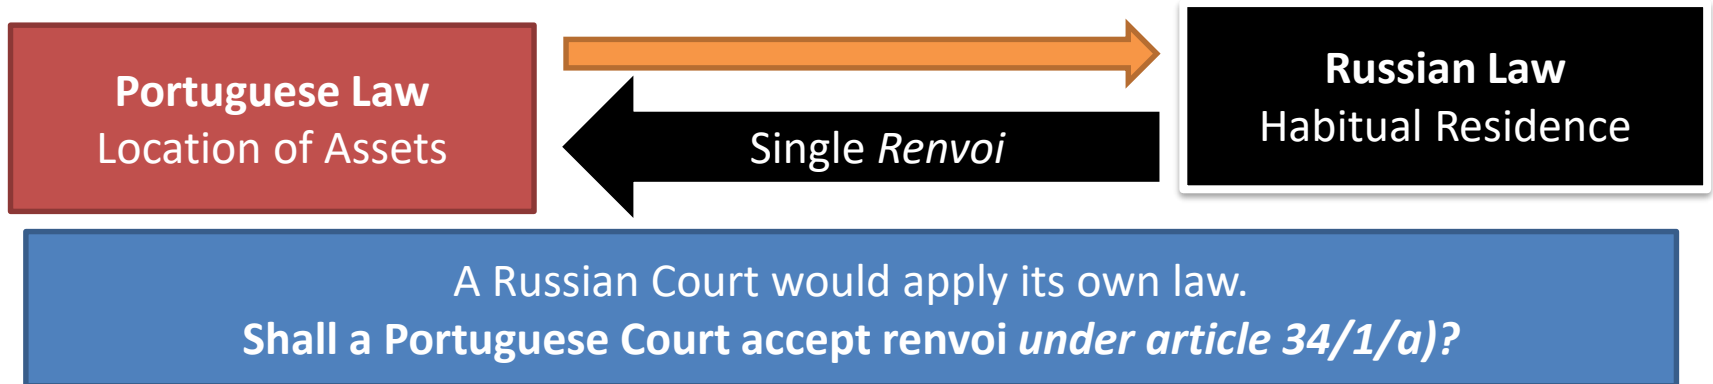 Portuguese Law
Location of Assets
Single Renvoi
Russian Law
Habitual Residence
A Russian Court would apply its own law.
Shall a Portuguese Court accept renvoi under article 34/1/a)?